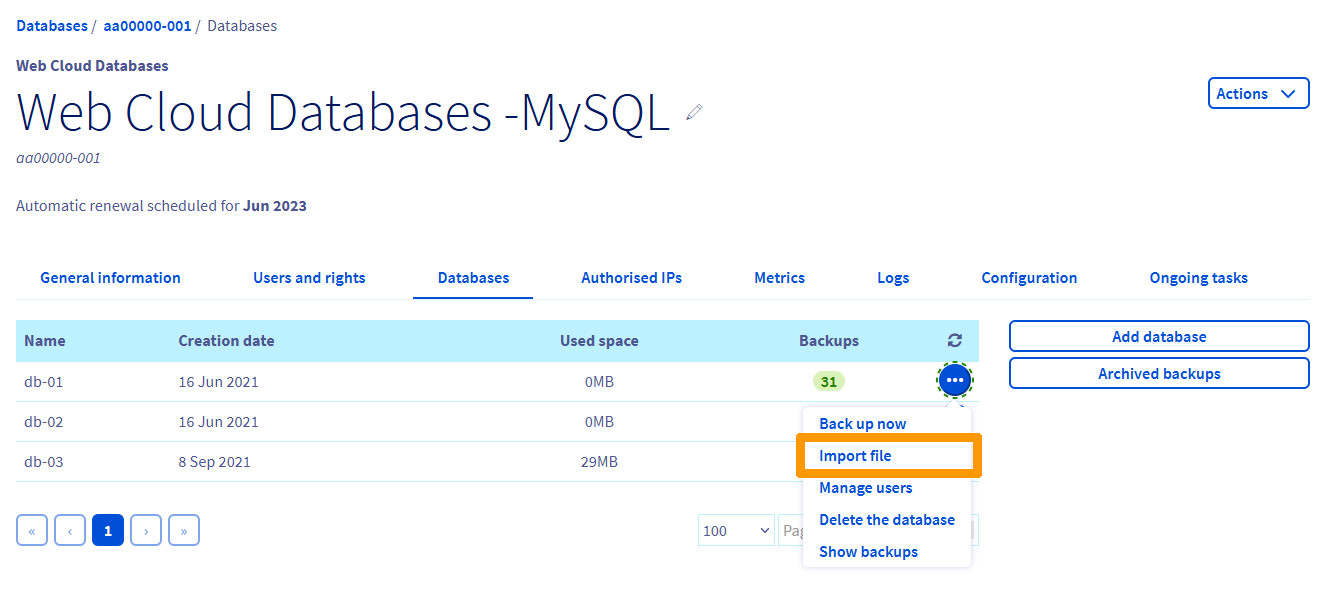 Databases / aa00000-001 / Databases
Web Cloud Databases
Web Cloud Databases -MySQL
Actions
aa00000-001
Automatic renewal scheduled for Jun 2023
General information Users and rights Databases Authorised IPs Metrics Logs Configuration Ongoing tasks
Name Creation date Used space Backups
Add database
Archived backups
db-01 16 Jun 2021 0MB 31
db-02 16 Jun 2021 0MB
db-03 8 Sep 2021 29MB
Back up now
Import file
Manage users
Delete the database
Show backups
« ‹ 1 › »
100